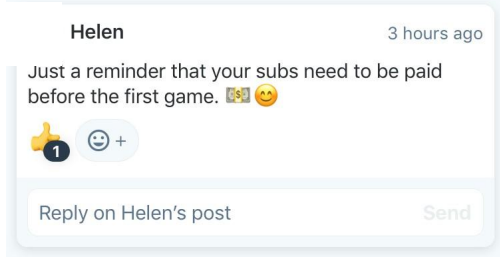 Helen
3 hours ago
Just a reminder that your subs need to be paid
before the first game. 💵😊
1
Reply on Helen's post
Send